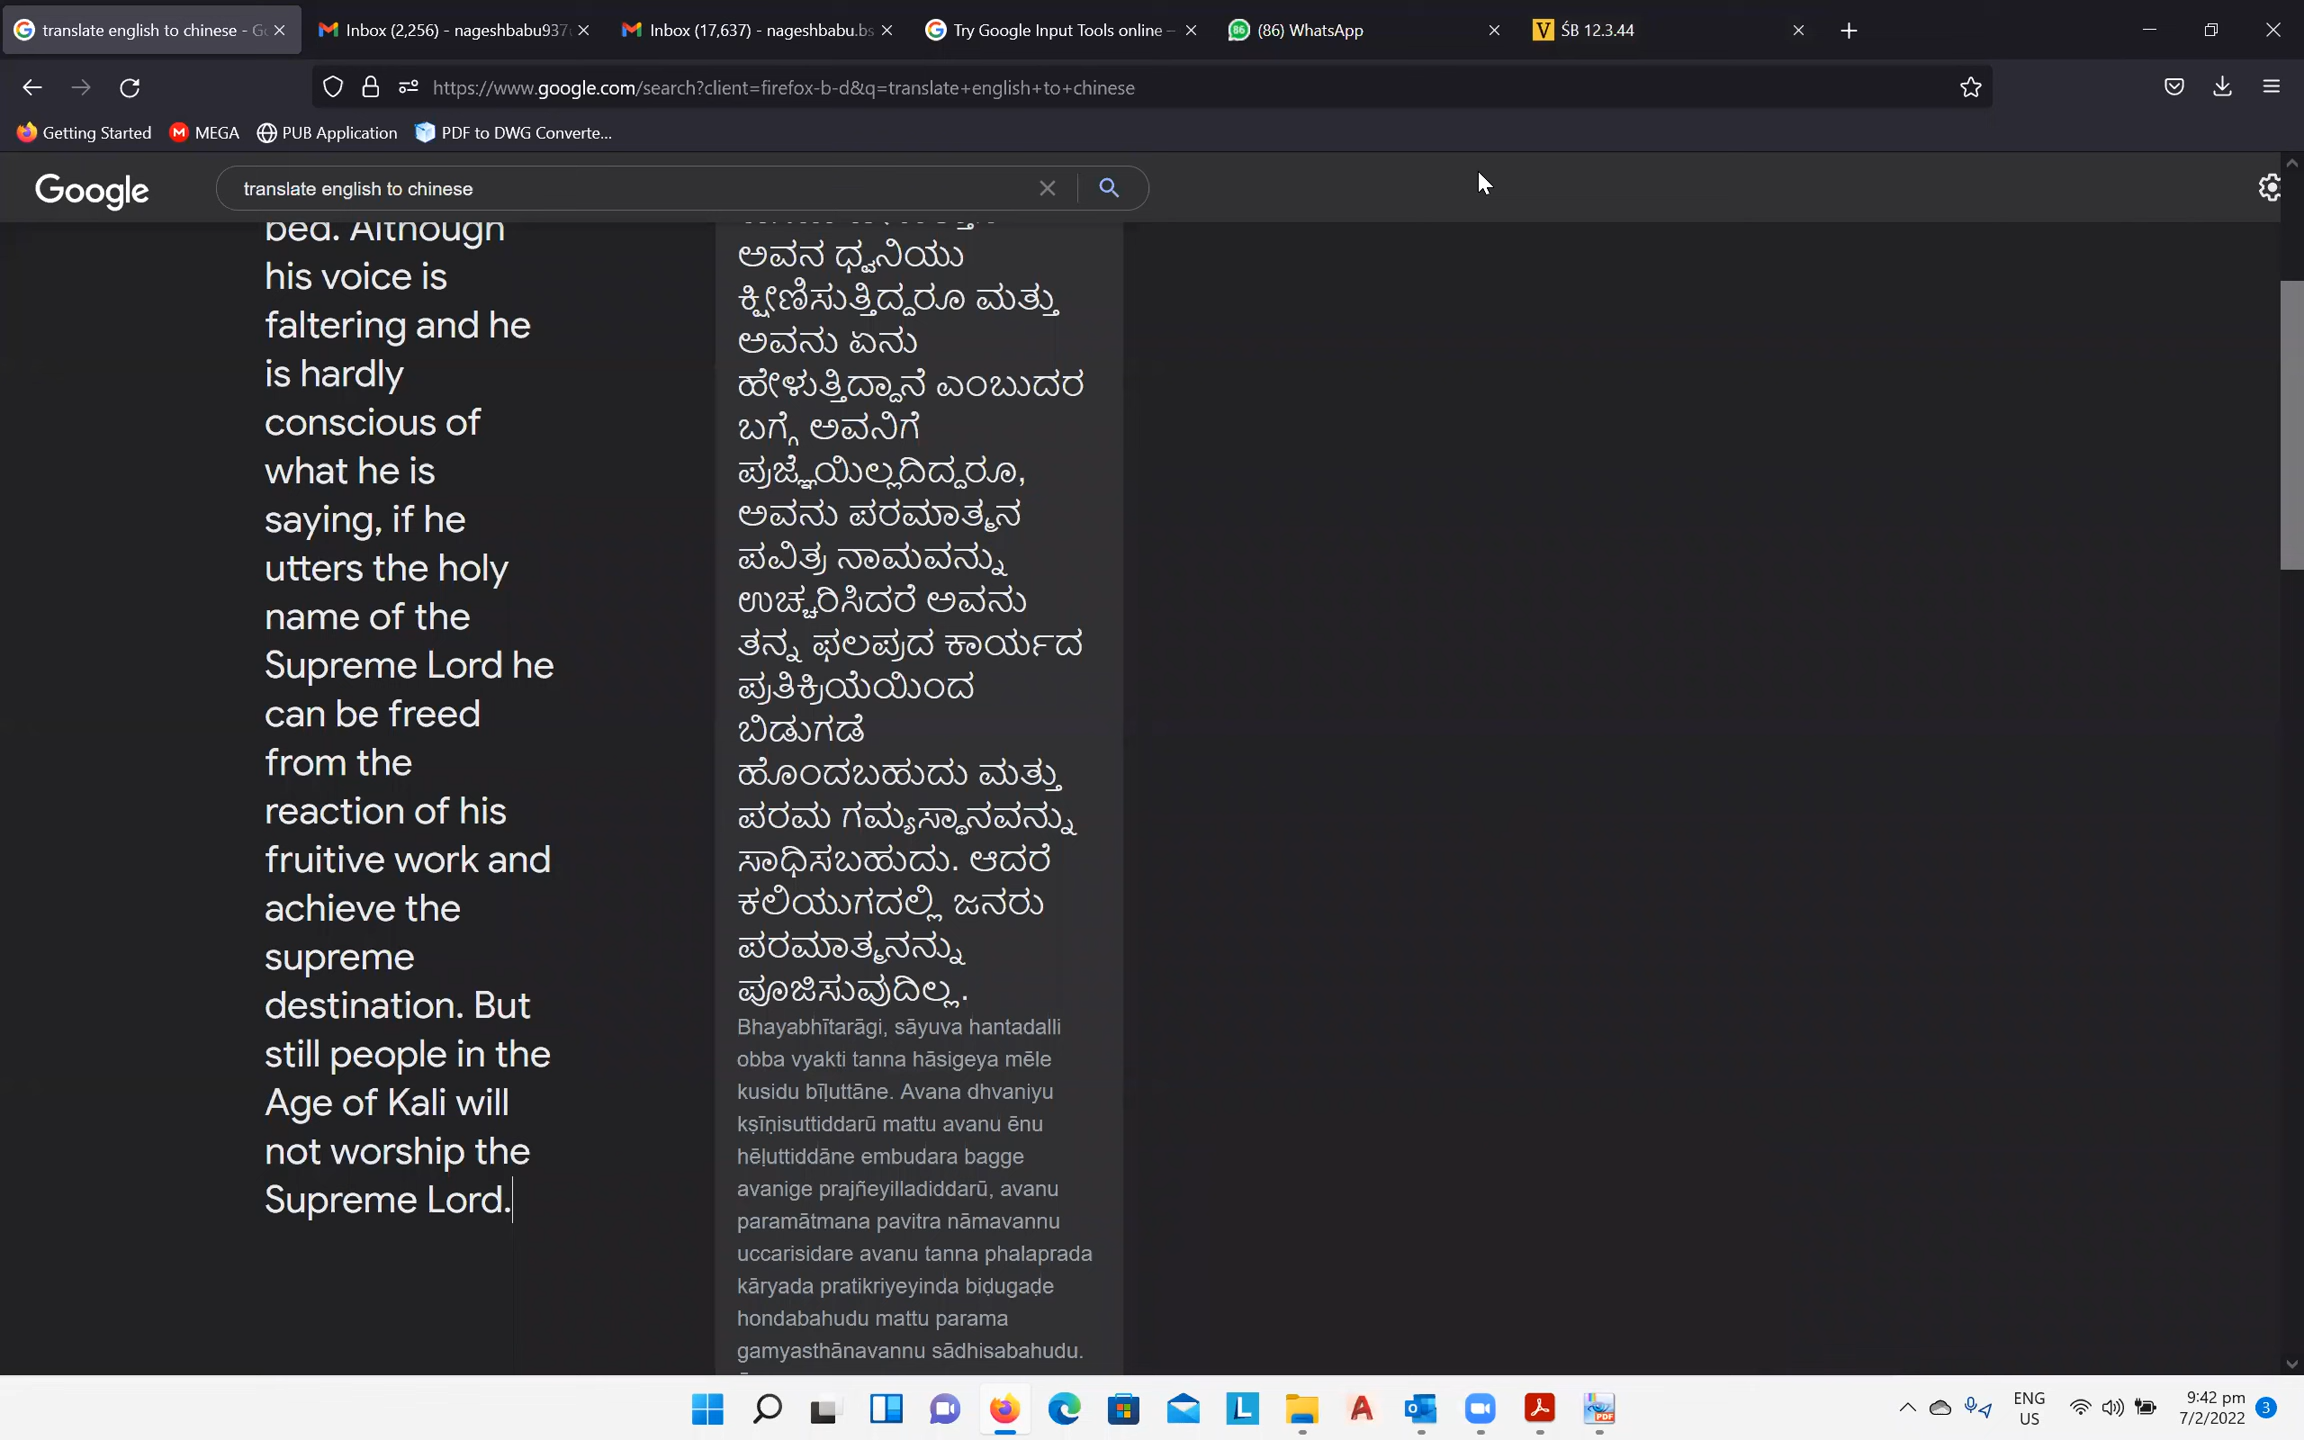 translate english to chinese - Go
Inbox (2,256) - nageshbabu937
Inbox (17,637) - nageshbabu.bs
Try Google Input Tools online –
(86) WhatsApp
ŚB 12.3.44
https://www.google.com/search?client=firefox-b-d&q=translate+english+to+chinese
Getting Started
MEGA
PUB Application
PDF to DWG Converte...
Google
translate english to chinese
bed. Although
his voice is
faltering and he
is hardly
conscious of
what he is
saying, if he
utters the holy
name of the
Supreme Lord he
can be freed
from the
reaction of his
fruitive work and
achieve the
supreme
destination. But
still people in the
Age of Kali will
not worship the
Supreme Lord.
ಅವನ ಧ್ವನಿಯು
ಕ್ಷೀಣಿಸುತ್ತಿದ್ದರೂ ಮತ್ತು
ಅವನು ಏನು
ಹೇಳುತ್ತಿದ್ದಾನೆ ಎಂಬುದರ
ಬಗ್ಗೆ ಅವನಿಗೆ
ಪ್ರಜ್ಞೆಯಿಲ್ಲದಿದ್ದರೂ,
ಅವನು ಪರಮಾತ್ಮನ
ಪವಿತ್ರ ನಾಮವನ್ನು
ಉಚ್ಚರಿಸಿದರೆ ಅವನು
ತನ್ನ ಫಲಪ್ರದ ಕಾರ್ಯದ
ಪ್ರತಿಕ್ರಿಯೆಯಿಂದ
ಬಿಡುಗಡೆ
ಹೊಂದಬಹುದು ಮತ್ತು
ಪರಮ ಗಮ್ಯಸ್ಥಾನವನ್ನು
ಸಾಧಿಸಬಹುದು. ಆದರೆ
ಕಲಿಯುಗದಲ್ಲಿ ಜನರು
ಪರಮಾತ್ಮನನ್ನು
ಪೂಜಿಸುವುದಿಲ್ಲ.
Bhayabhītarāgi, sāyuva hantadalli
obba vyakti tanna hāsigeya mēle
kusidu bīḷuttāne. Avana dhvaniyu
kṣīṇisuttiddarū mattu avanu ēnu
hēḷuttiddāne embudara bagge
avanige prajñeyilladiddarū, avanu
paramātmana pavitra nāmavannu
uccarisidare avanu tanna phalaprada
kāryada pratikriyeyinda biḍugaḍe
hondabahudu mattu parama
gamyasthānavannu sādhisabahudu.
ENG
US
9:42 pm
7/2/2022
3